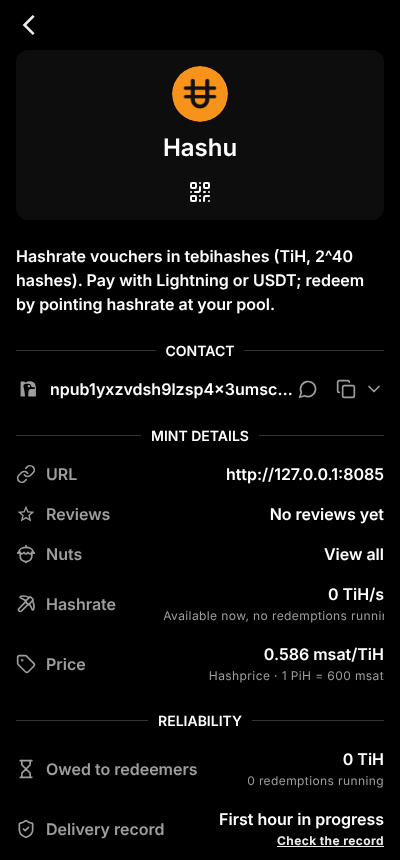 Hashu
Hashrate vouchers in tebihashes (TiH, 2^40
hashes). Pay with Lightning or USDT; redeem
by pointing hashrate at your pool.
CONTACT
npub1yxzvdsh9lzsp4×3umsc...
MINT DETAILS
URL http://127.0.0.1:8085
Reviews No reviews yet
Nuts View all
Hashrate 0 TiH/s
Available now, no redemptions runnin
Price 0.586 msat/TiH
Hashprice · 1 PiH = 600 msat
RELIABILITY
Owed to redeemers 0 TiH
0 redemptions running
Delivery record First hour in progress
Check the record